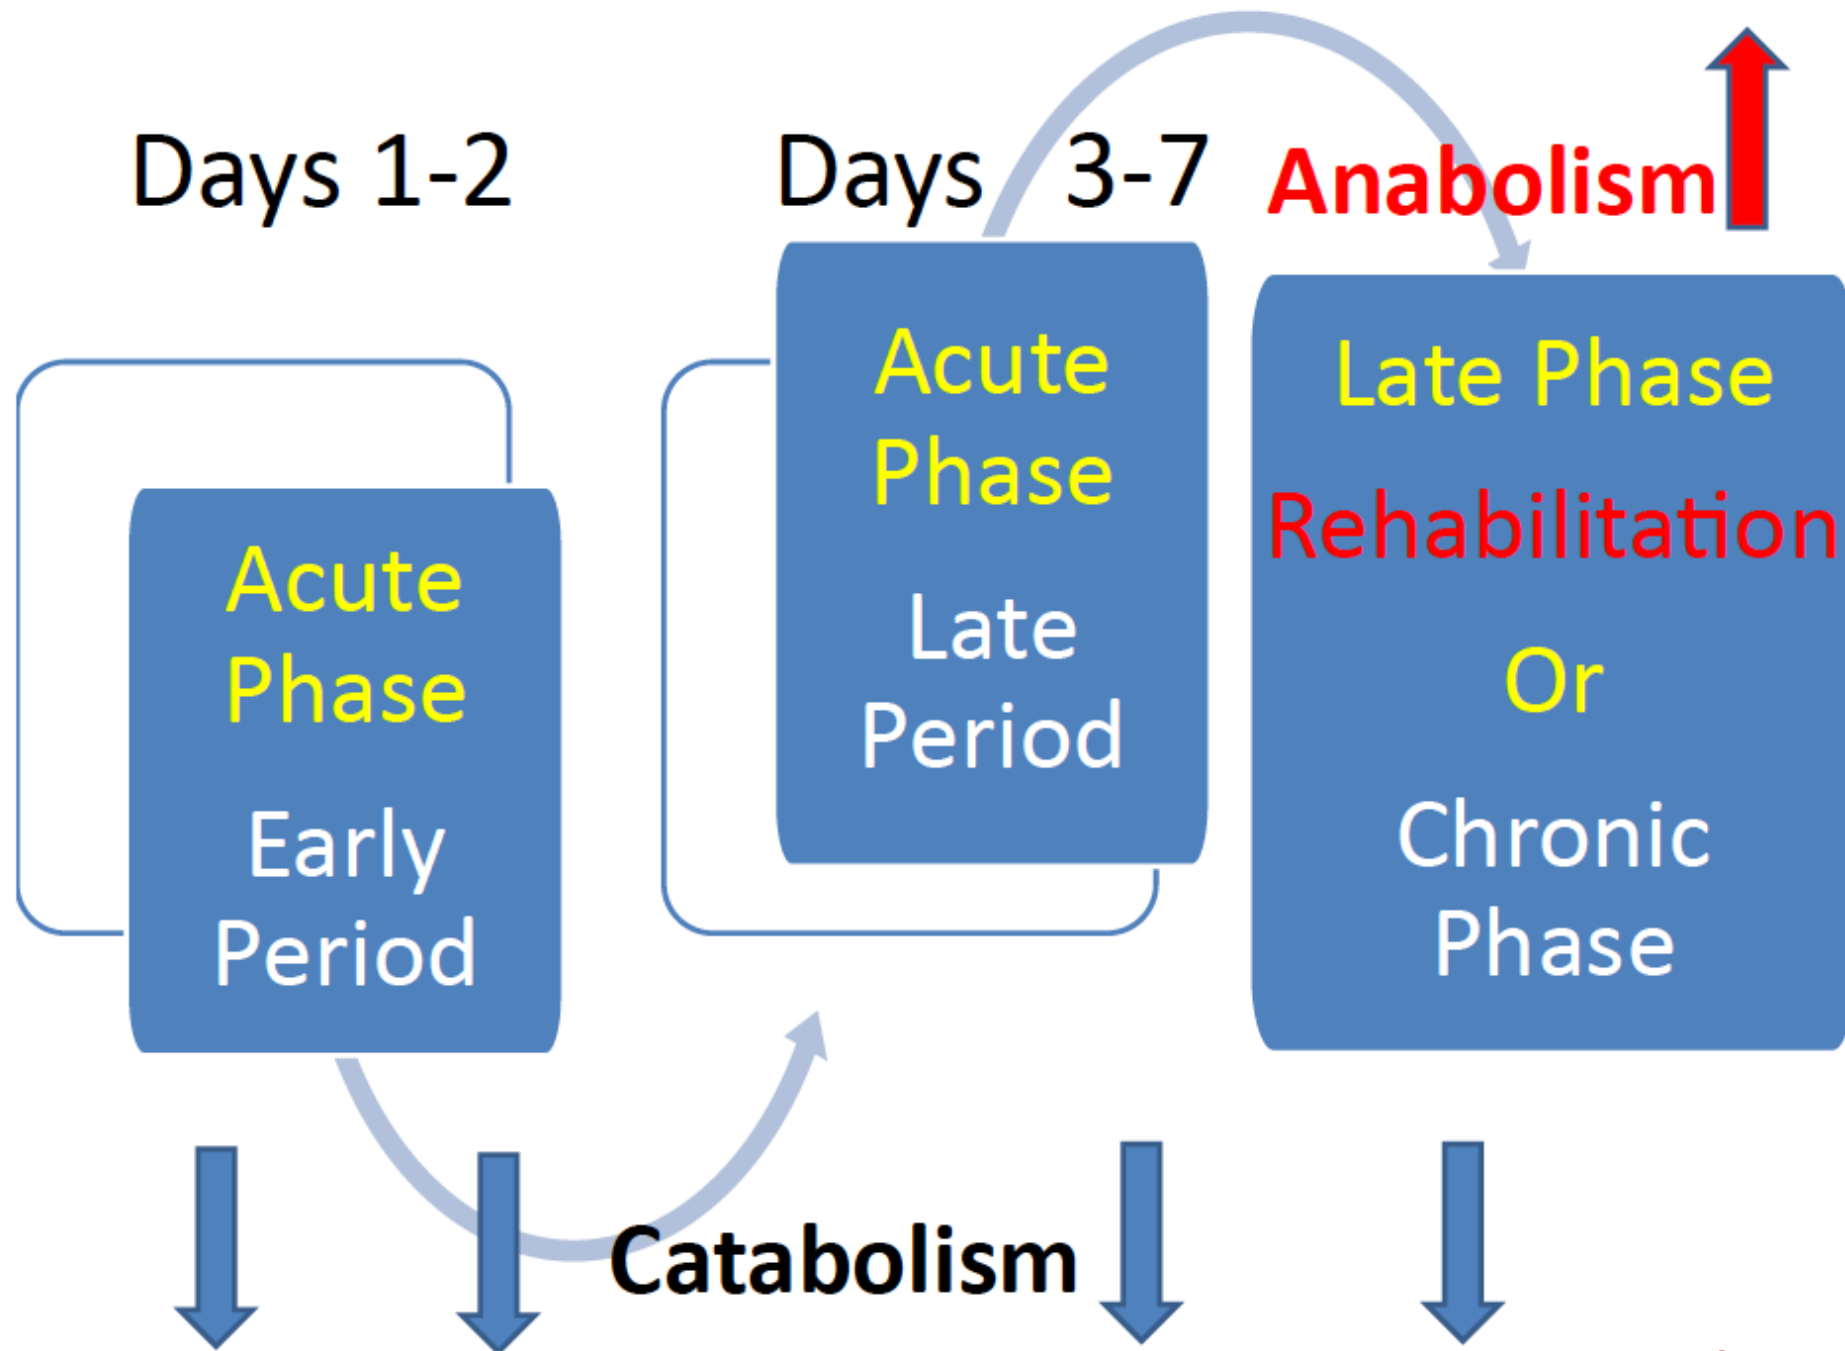 Days 1-2
Acute
Phase
Early
Period
Days 3-7
Acute
Phase
Late
Period
Anabolism
Late Phase
Rehabilitation
Or
Chronic
Phase
Catabolism